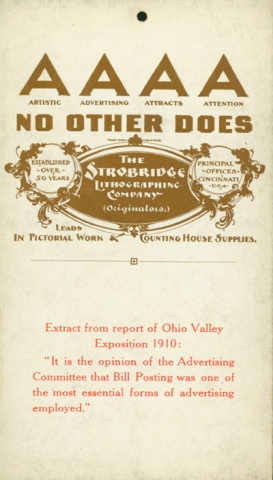 A A A A
ARTISTIC ADVERTISING ATTRACTS ATTENTION
NO OTHER DOES
THE
STROBRIDGE
LITHOGRAPHING
COMPANY
(Originators.)
ESTABLISHED
- OVER -
50 YEARS
PRINCIPAL
- OFFICES -
CINCINNATI
U.S.A.
LEADS
IN PICTORIAL WORK & COUNTING HOUSE SUPPLIES.
Extract from report of Ohio Valley
Exposition 1910:
"It is the opinion of the Advertising
Committee that Bill Posting was one of
the most essential forms of advertising
employed."